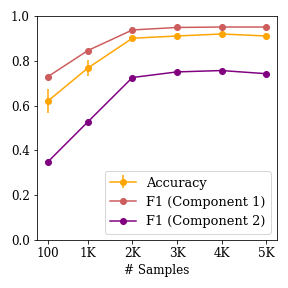 1.0
0.8
0.6
0.4
0.2
0.0
Accuracy
F1 (Component 1)
F1 (Component 2)
100 1K 2K 3K 4K 5K
# Samples